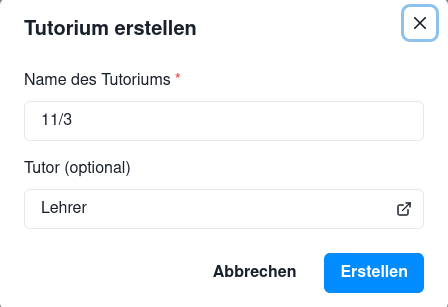 Tutorium erstellen
Name des Tutoriums *
11/3
Tutor (optional)
Lehrer
Abbrechen
Erstellen